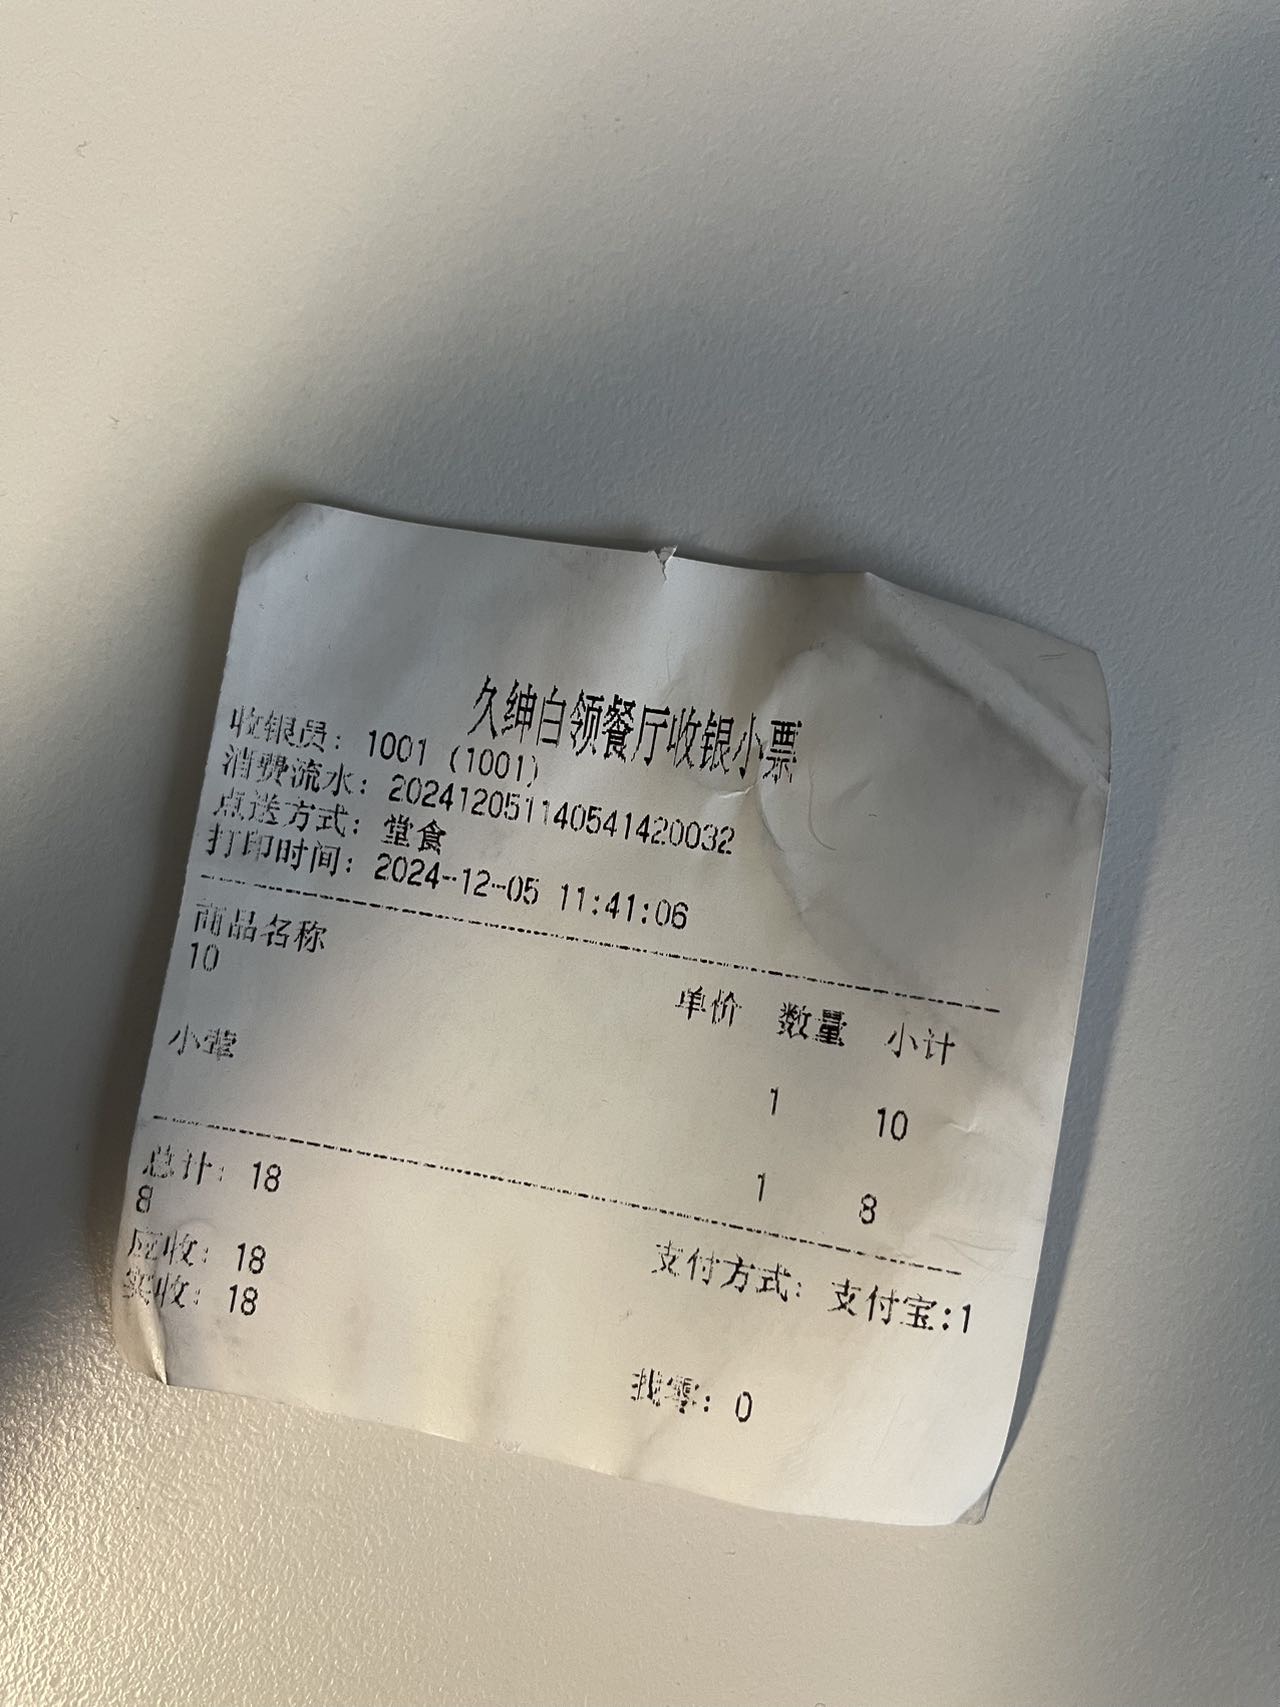 久绅白领餐厅收银小票
收银员: 1001 (1001)
消费流水: 20241205114054142​0032
点送方式: 堂食
打印时间: 2024-12-05 11:41:06
商品名称 单价 数量 小计
10 1 10
小荤 1 8
总计: 18 支付方式: 支付宝:1
8
应收: 18
实收: 18 找零: 0